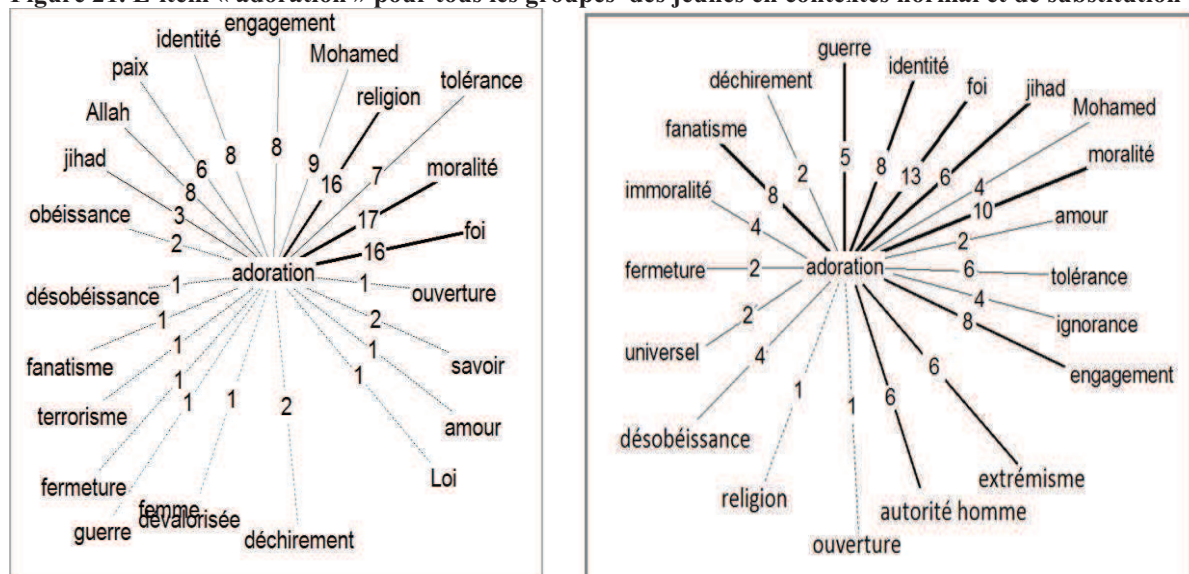 Figure 21. L'item « adoration » pour tous les groupes des jeunes en contextes normal et de substitution
engagement
identité
Mohamed
paix
religion
tolérance
Allah
jihad
moralité
obéissance
foi
adoration
désobéissance
ouverture
fanatisme
savoir
terrorisme
amour
fermeture
Loi
guerre
femme
dévalorisée
déchirement
8
8
6
9
8
16
7
3
17
2
16
1
1
1
2
1
1
1
1
1
1
2
guerre
déchirement
identité
foi
jihad
Mohamed
fanatisme
moralité
immoralité
amour
fermeture
adoration
tolérance
universel
ignorance
engagement
désobéissance
extrémisme
religion
autorité homme
ouverture
5
2
8
13
6
8
4
10
4
2
2
6
2
4
8
4
6
1
6
1